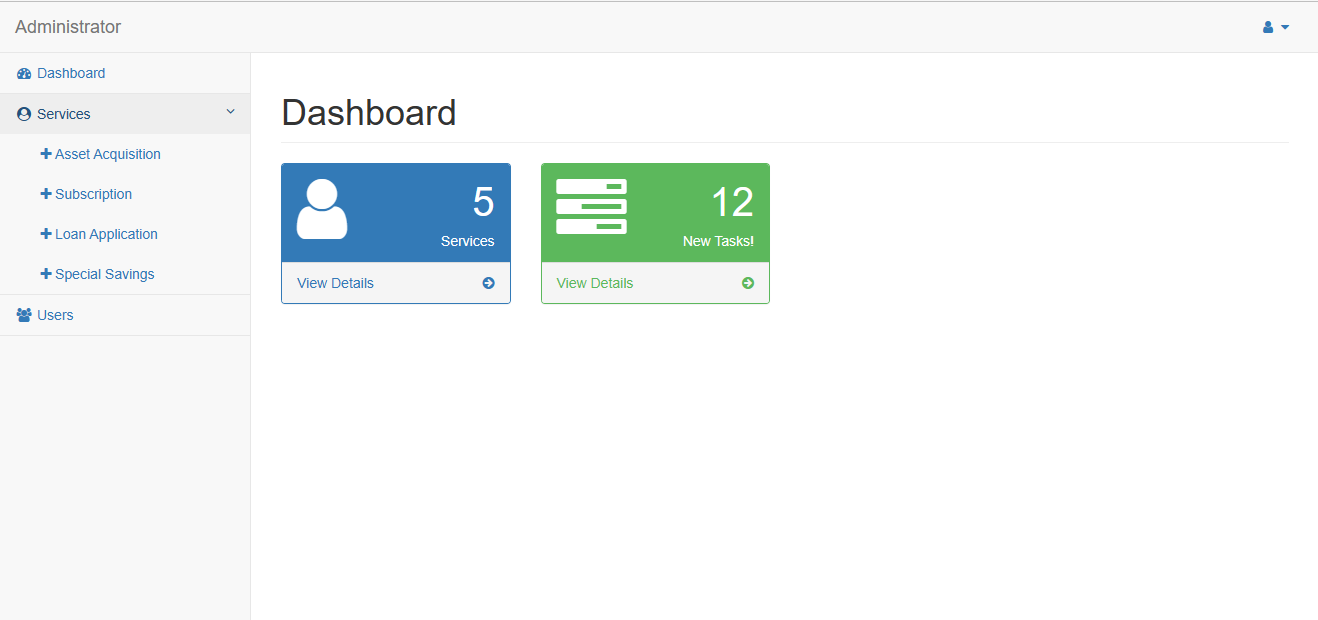 Administrator
Dashboard
Services
Asset Acquisition
Subscription
Loan Application
Special Savings
Users
Dashboard
5
Services
View Details
12
New Tasks!
View Details